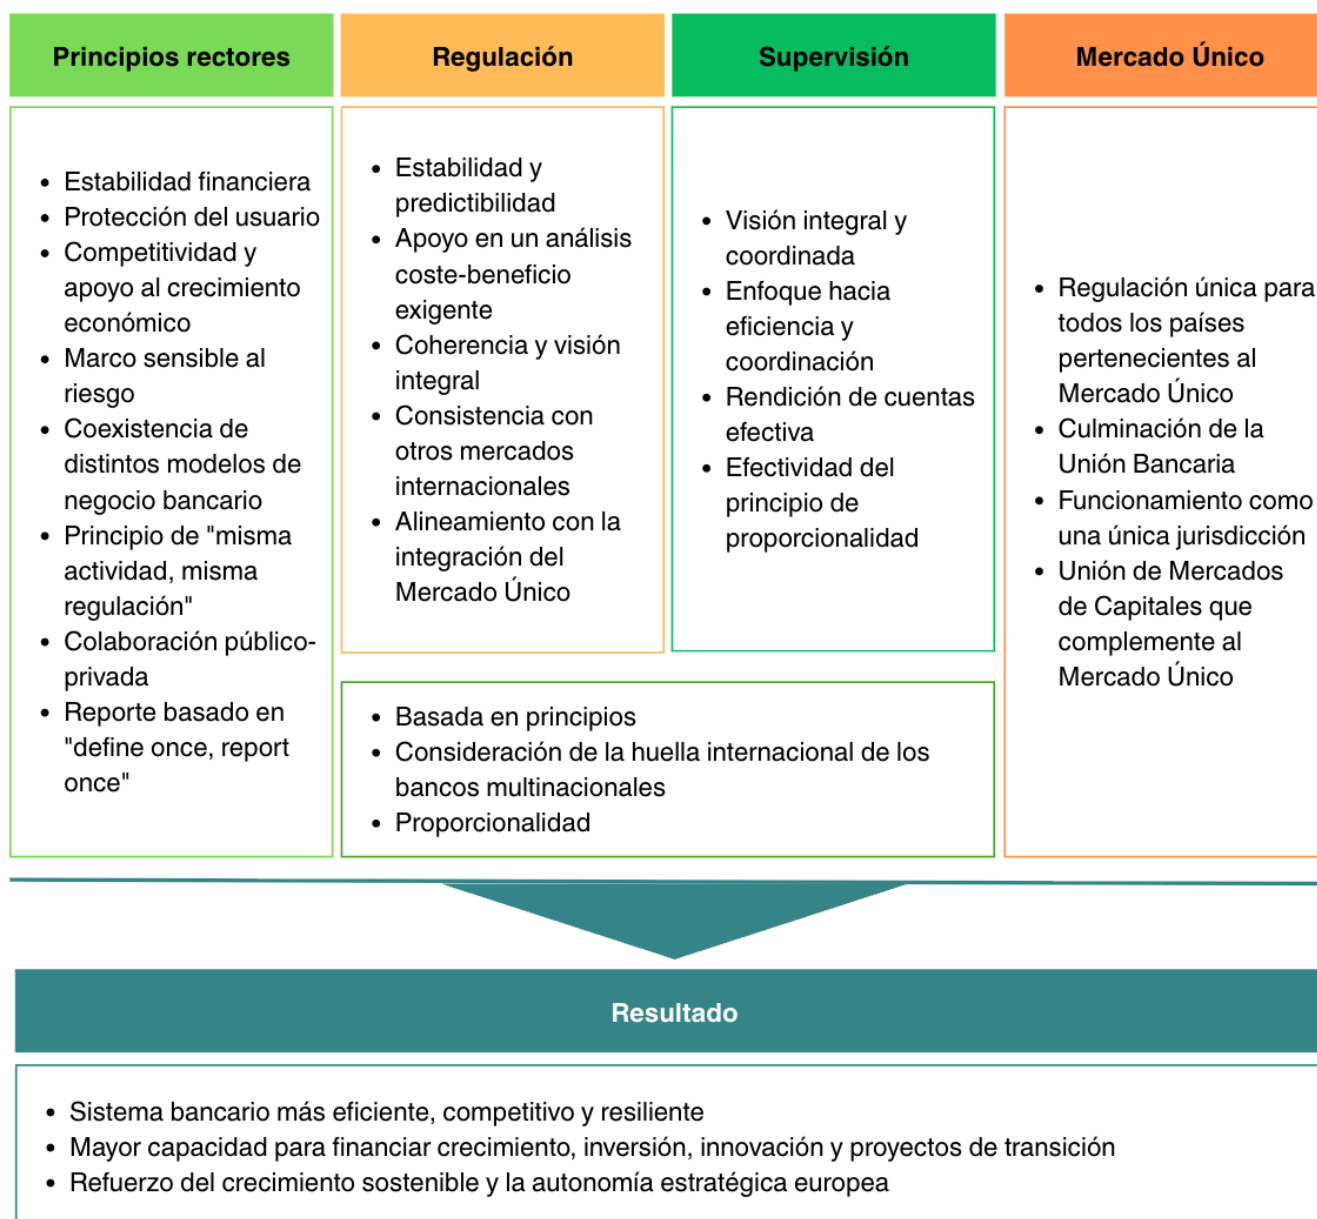 Principios rectores
• Estabilidad financiera
• Protección del usuario
• Competitividad y
apoyo al crecimiento
económico
• Marco sensible al
riesgo
• Coexistencia de
distintos modelos de
negocio bancario
• Principio de "misma
actividad, misma
regulación"
• Colaboración público-
privada
• Reporte basado en
"define once, report
once"
Regulación
• Estabilidad y
predictibilidad
• Apoyo en un análisis
coste-beneficio
exigente
• Coherencia y visión
integral
• Consistencia con
otros mercados
internacionales
• Alineamiento con la
integración del
Mercado Único
Supervisión
• Visión integral y
coordinada
• Enfoque hacia
eficiencia y
coordinación
• Rendición de cuentas
efectiva
• Efectividad del
principio de
proporcionalidad
• Basada en principios
• Consideración de la huella internacional de los
bancos multinacionales
• Proporcionalidad
Mercado Único
• Regulación única para
todos los países
pertenecientes al
Mercado Único
• Culminación de la
Unión Bancaria
• Funcionamiento como
una única jurisdicción
• Unión de Mercados
de Capitales que
complemente al
Mercado Único
Resultado
• Sistema bancario más eficiente, competitivo y resiliente
• Mayor capacidad para financiar crecimiento, inversión, innovación y proyectos de transición
• Refuerzo del crecimiento sostenible y la autonomía estratégica europea